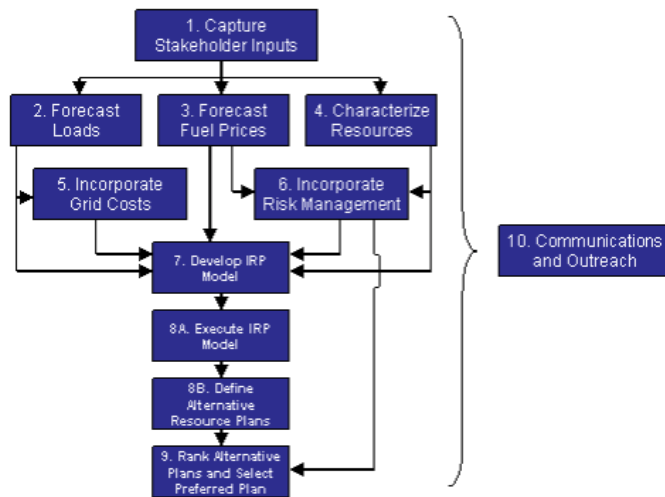 1. Capture
Stakeholder Inputs
2. Forecast
Loads
3. Forecast
Fuel Prices
4. Characterize
Resources
5. Incorporate
Grid Costs
6. Incorporate
Risk Management
7. Develop IRP
Model
8A. Execute IRP
Model
8B. Define
Alternative
Resource Plans
9. Rank Alternative
Plans and Select
Preferred Plan
10. Communications
and Outreach